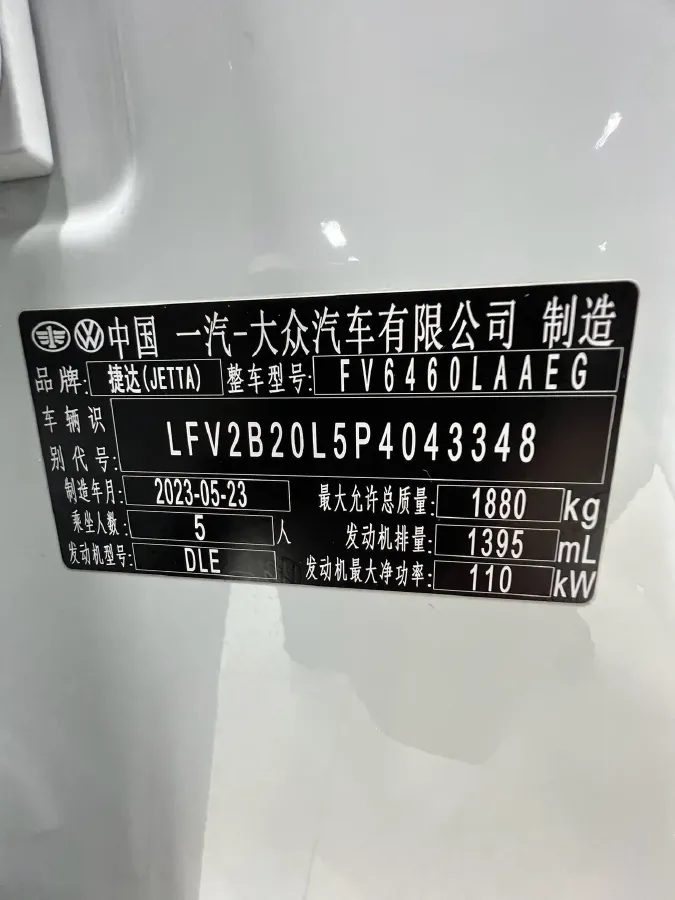 中国 一汽-大众汽车有限公司 制造
品牌: 捷达(JETTA) 整车型号: FV6460LAAEG
车辆识别代号: LFV2B20L5P4043348
制造年月: 2023-05-23 最大允许总质量: 1880 kg
乘坐人数: 5 人 发动机排量: 1395 mL
发动机型号: DLE 发动机最大净功率: 110 kW